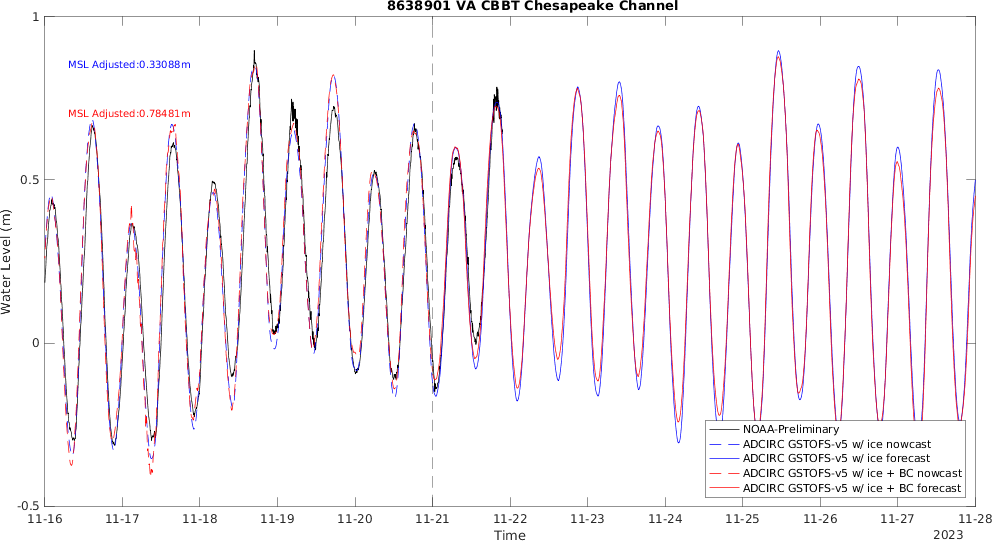 8638901 VA CBBT Chesapeake Channel
1
MSL Adjusted:0.33088m
MSL Adjusted:0.78481m
0.5
Water Level (m)
0
NOAA-Preliminary
ADCIRC GSTOFS-v5 w/ ice nowcast
ADCIRC GSTOFS-v5 w/ ice forecast
ADCIRC GSTOFS-v5 w/ ice + BC nowcast
ADCIRC GSTOFS-v5 w/ ice + BC forecast
-0.5
11-16 11-17 11-18 11-19 11-20 11-21 11-22 11-23 11-24 11-25 11-26 11-27 11-28
Time
2023